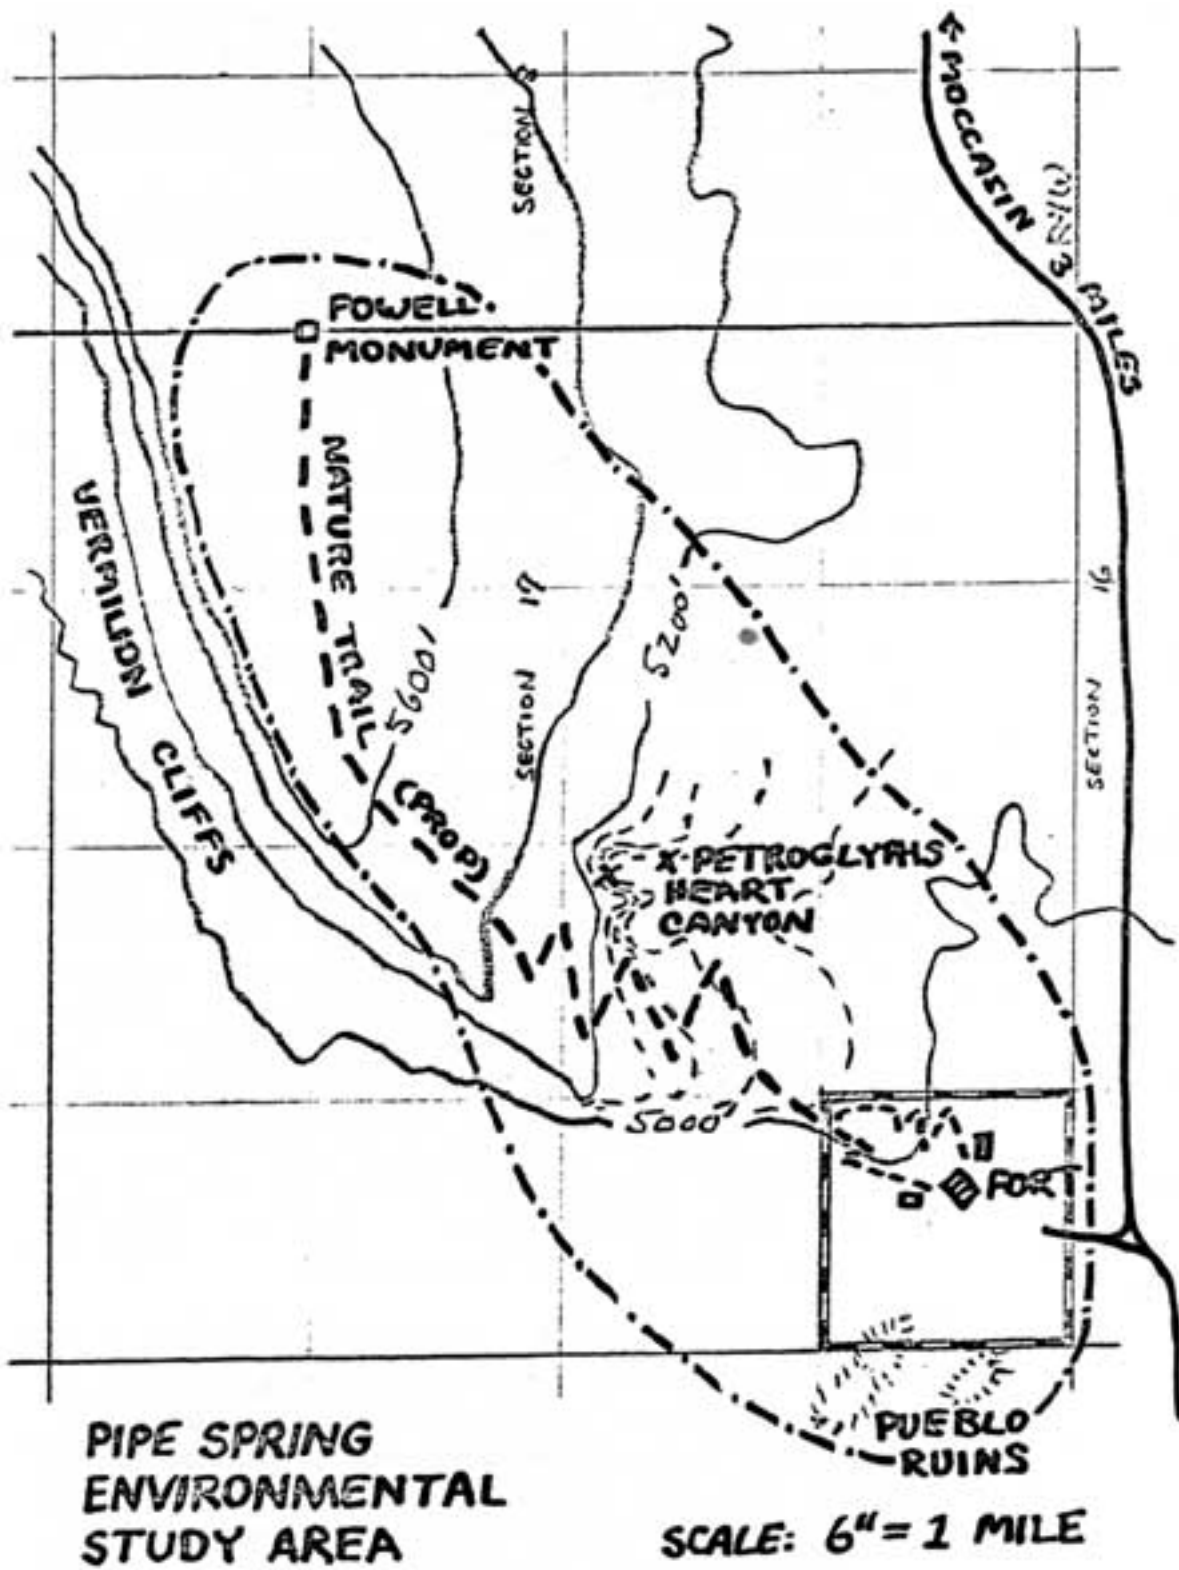 MOCCASIN 3 MILES
SECTION 8
POWELL
MONUMENT
NATURE TRAIL (PROP)
VERMILION CLIFFS
5600'
SECTION 17
5200'
SECTION 16
X-PETROGLYPHS
HEART
CANYON
5000'
FORT
PUEBLO
RUINS
PIPE SPRING
ENVIRONMENTAL
STUDY AREA
SCALE: 6"= 1 MILE